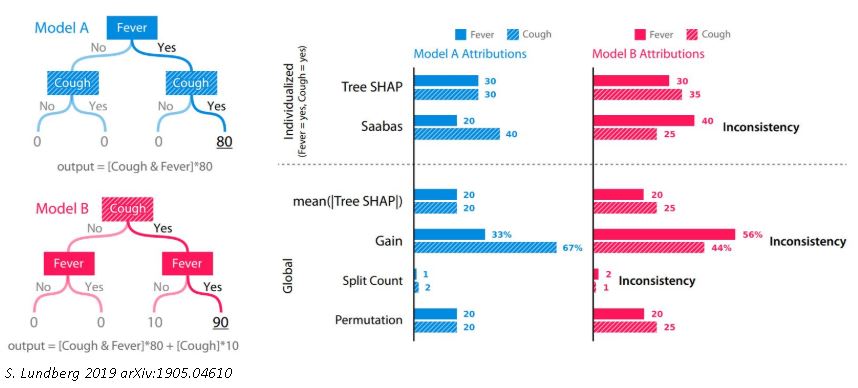 Model A
Fever
No Yes
Cough Cough
No Yes No Yes
0 0 0 80
output = [Cough & Fever]*80
Model B
Cough
No Yes
Fever Fever
No Yes No Yes
0 0 10 90
output = [Cough & Fever]*80 + [Cough]*10
S. Lundberg 2019 arXiv:1905.04610
Fever Cough
Model A Attributions
Fever Cough
Model B Attributions
Individualized
(Fever = yes, Cough = yes)
Tree SHAP
30
30
30
35
Saabas
20
40
40
25
Inconsistency
Global
mean(|Tree SHAP|)
20
20
20
25
Gain
33%
67%
56%
44%
Inconsistency
Split Count
1
2
2
1
Inconsistency
Permutation
20
20
20
25